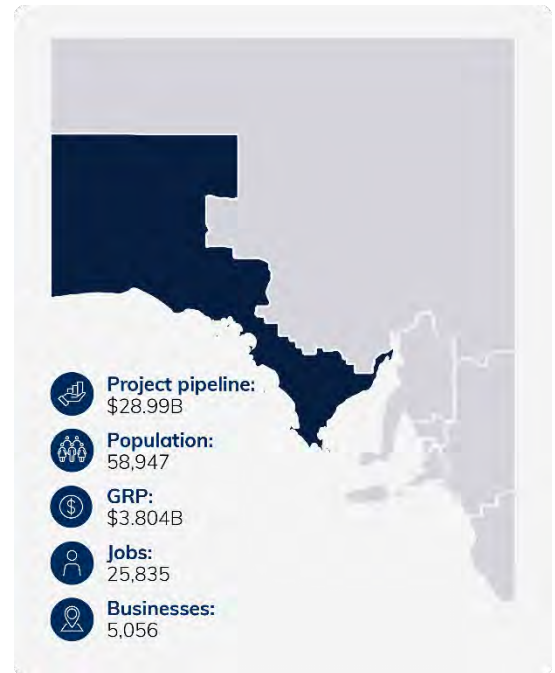 Project pipeline:
$28.99B
Population:
58,947
GRP:
$3.804B
Jobs:
25,835
Businesses:
5,056